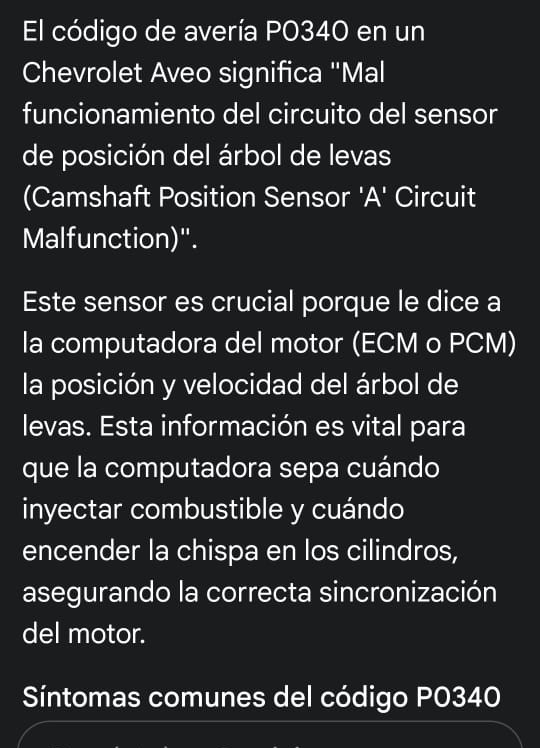 El código de avería P0340 en un
Chevrolet Aveo significa "Mal
funcionamiento del circuito del sensor
de posición del árbol de levas
(Camshaft Position Sensor 'A' Circuit
Malfunction)".
Este sensor es crucial porque le dice a
la computadora del motor (ECM o PCM)
la posición y velocidad del árbol de
levas. Esta información es vital para
que la computadora sepa cuándo
inyectar combustible y cuándo
encender la chispa en los cilindros,
asegurando la correcta sincronización
del motor.
Síntomas comunes del código P0340